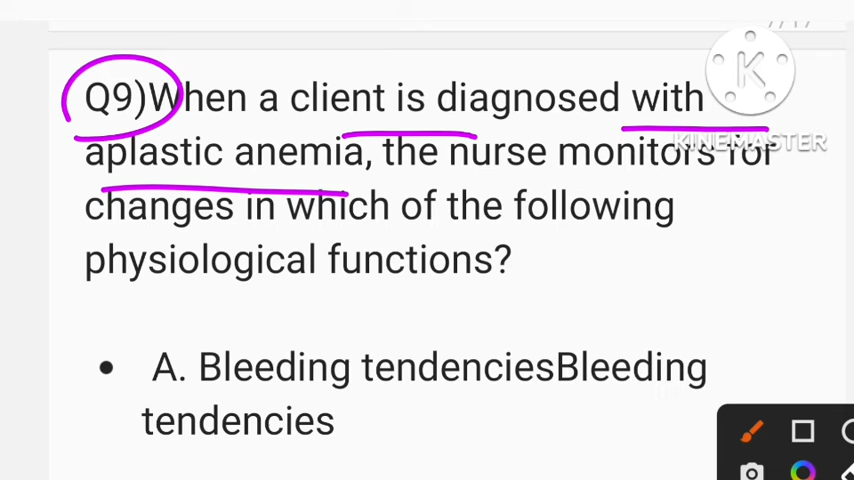 Q9)When a client is diagnosed with
aplastic anemia, the nurse monitors for
changes in which of the following
physiological functions?
A. Bleeding tendenciesBleeding
tendencies
K
KINEMASTER